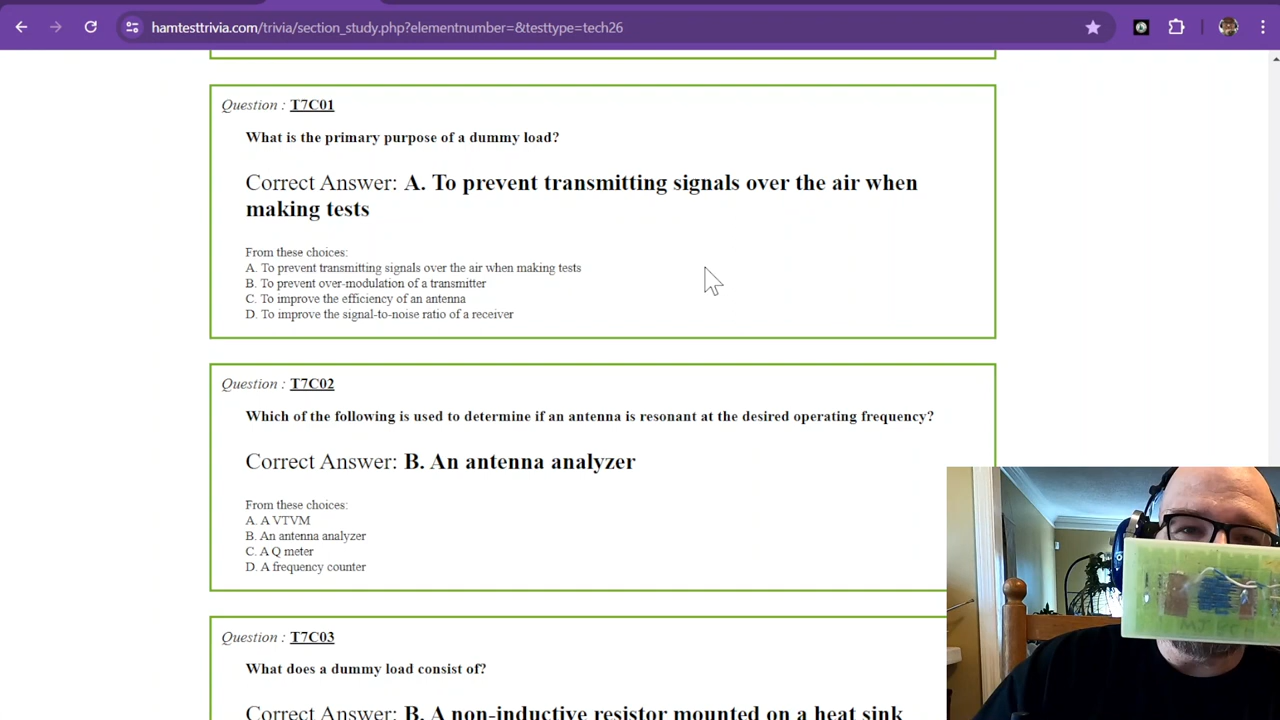 hamtesttrivia.com/trivia/section_study.php?elementnumber=&testtype=tech26
Question : T7C01
What is the primary purpose of a dummy load?
Correct Answer: A. To prevent transmitting signals over the air when
making tests
From these choices:
A. To prevent transmitting signals over the air when making tests
B. To prevent over-modulation of a transmitter
C. To improve the efficiency of an antenna
D. To improve the signal-to-noise ratio of a receiver
Question : T7C02
Which of the following is used to determine if an antenna is resonant at the desired operating frequency?
Correct Answer: B. An antenna analyzer
From these choices:
A. A VTVM
B. An antenna analyzer
C. A Q meter
D. A frequency counter
Question : T7C03
What does a dummy load consist of?
Correct Answer: B. A non-inductive resistor mounted on a heat sink